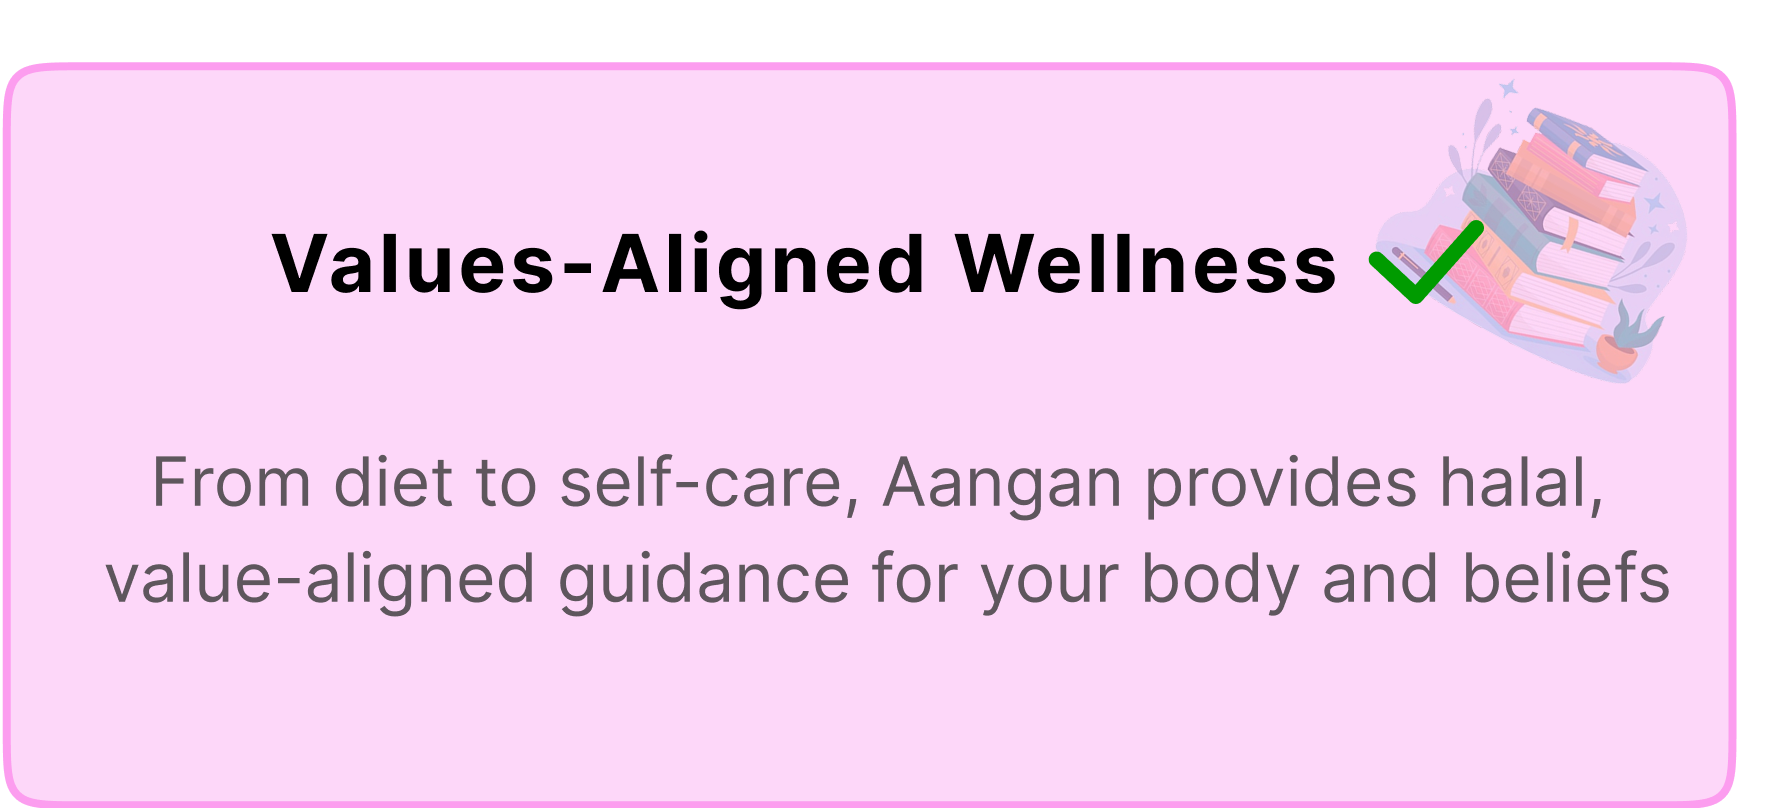 Values-Aligned Wellness
From diet to self-care, Aangan provides halal,
value-aligned guidance for your body and beliefs